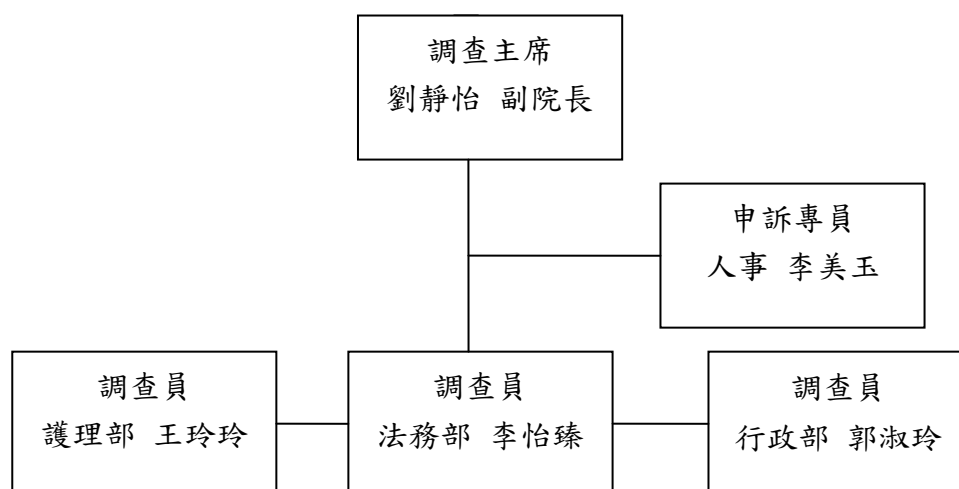 調查主席
劉靜怡 副院長
申訴專員
人事 李美玉
調查員
護理部 王玲玲
調查員
法務部 李怡臻
調查員
行政部 郭淑玲